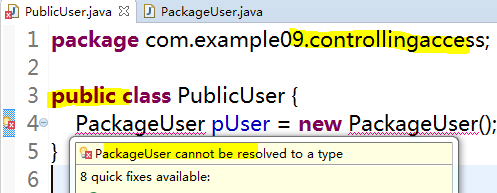 PublicUser.java PackageUser.java
1 package com.example09.controllingaccess;
2
3 public class PublicUser {
4 PackageUser pUser = new PackageUser();
5 }
PackageUser cannot be resolved to a type
6
8 quick fixes available: